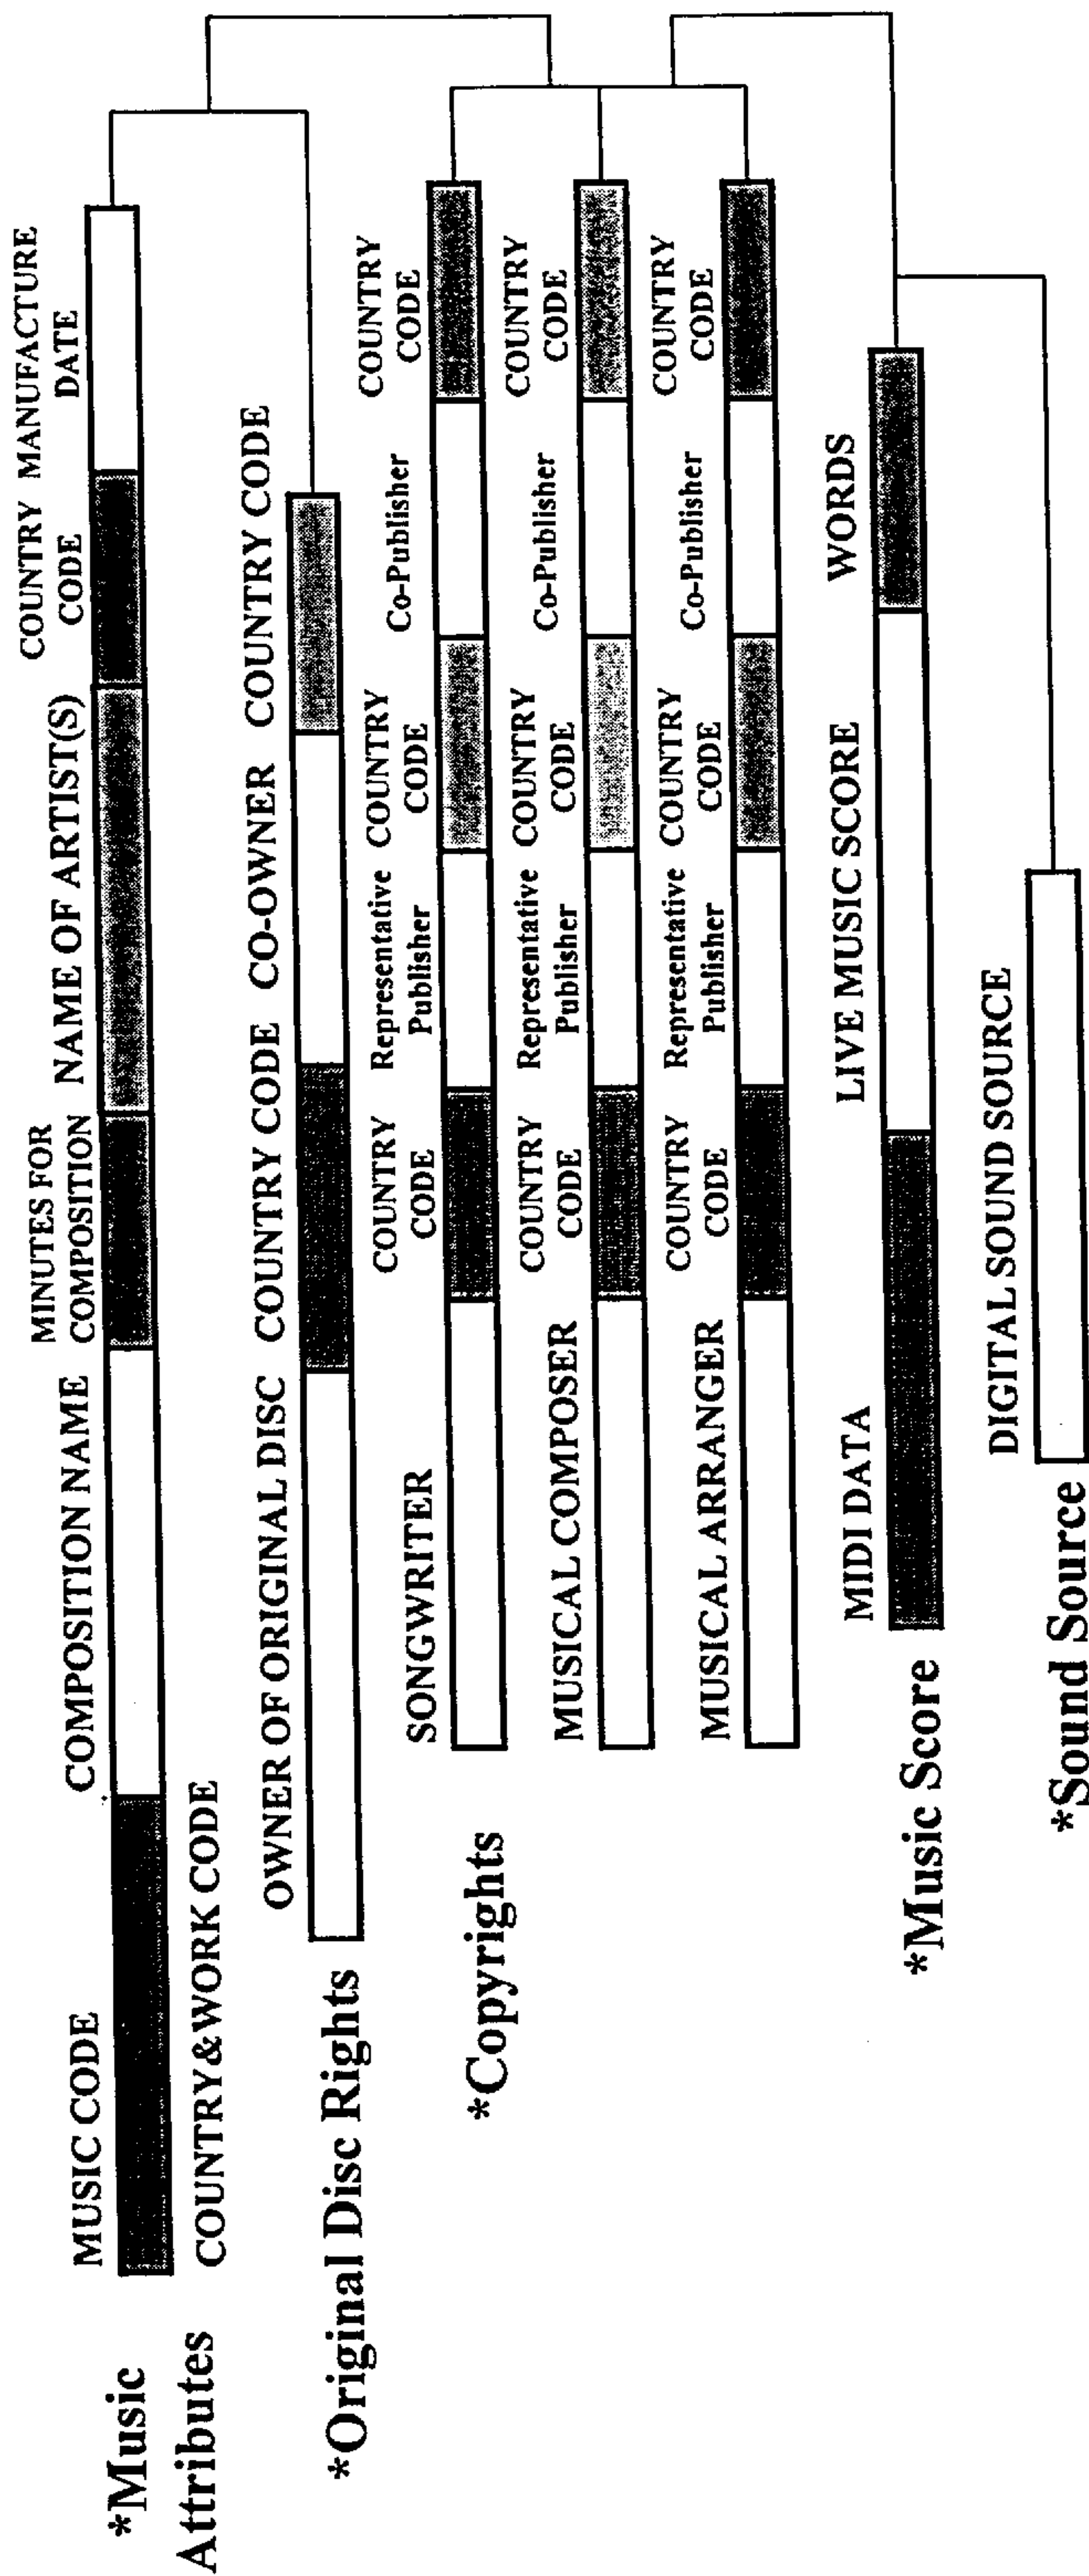 *Music
Attributes
MUSIC CODE
COMPOSITION NAME
MINUTES FOR
COMPOSITION
NAME OF ARTIST(S)
COUNTRY
CODE
MANUFACTURE
DATE
COUNTRY&WORK CODE
*Original Disc Rights
OWNER OF ORIGINAL DISC
COUNTRY CODE
CO-OWNER
COUNTRY CODE
*Copyrights
SONGWRITER
COUNTRY
CODE
Representative
Publisher
COUNTRY
CODE
Co-Publisher
COUNTRY
CODE
MUSICAL COMPOSER
COUNTRY
CODE
Representative
Publisher
COUNTRY
CODE
Co-Publisher
COUNTRY
CODE
MUSICAL ARRANGER
COUNTRY
CODE
Representative
Publisher
COUNTRY
CODE
Co-Publisher
COUNTRY
CODE
*Music Score
MIDI DATA
LIVE MUSIC SCORE
WORDS
*Sound Source
DIGITAL SOUND SOURCE